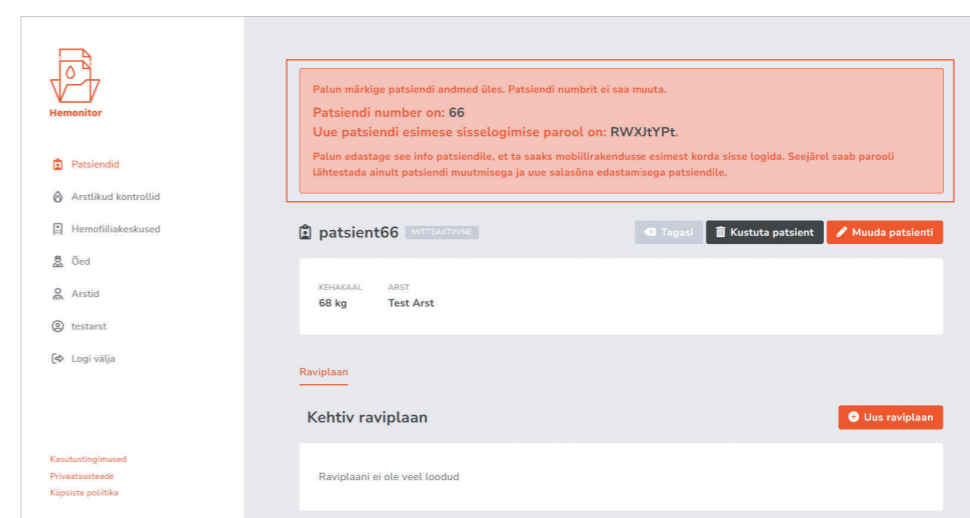 Hemonitor
Patsiendid
Arstlikud kontrollid
Hemofiiliakeskused
Õed
Arstid
testarst
Logi välja
Kasutustingimused
Privaatsusteade
Küpsiste poliitika
Palun märkige patsiendi andmed üles. Patsiendi numbrit ei saa muuta.
Patsiendi number on: 66
Uue patsiendi esimese sisselogimise parool on: RWXJtYPt.
Palun edastage see info patsiendile, et ta saaks mobiilirakendusse esimest korda sisse logida. Seejärel saab parooli
lähtestada ainult patsiendi muutmisega ja uue salasõna edastamisega patsiendile.
patsient66 MITTEAKTIIVNE
Tagasi Kustuta patsient Muuda patsienti
KEHAKAAL ARST
68 kg Test Arst
Raviplaan
Kehtiv raviplaan
Uus raviplaan
Raviplaani ei ole veel loodud